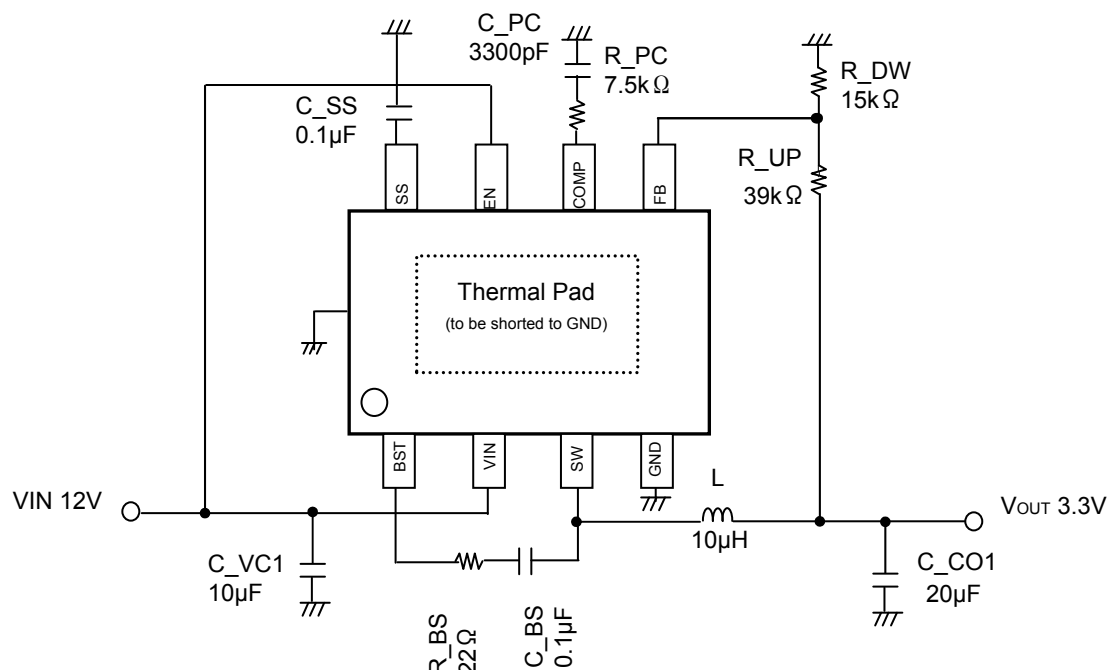 C_PC
3300pF
R_PC
7.5kΩ
R_DW
15kΩ
C_SS
0.1µF
R_UP
39kΩ
SS
EN
COMP
FB
Thermal Pad
(to be shorted to GND)
BST
VIN
SW
GND
L
10µH
VIN 12V
VOUT 3.3V
C_VC1
10µF
C_CO1
20µF
R_BS
22Ω
C_BS
0.1µF